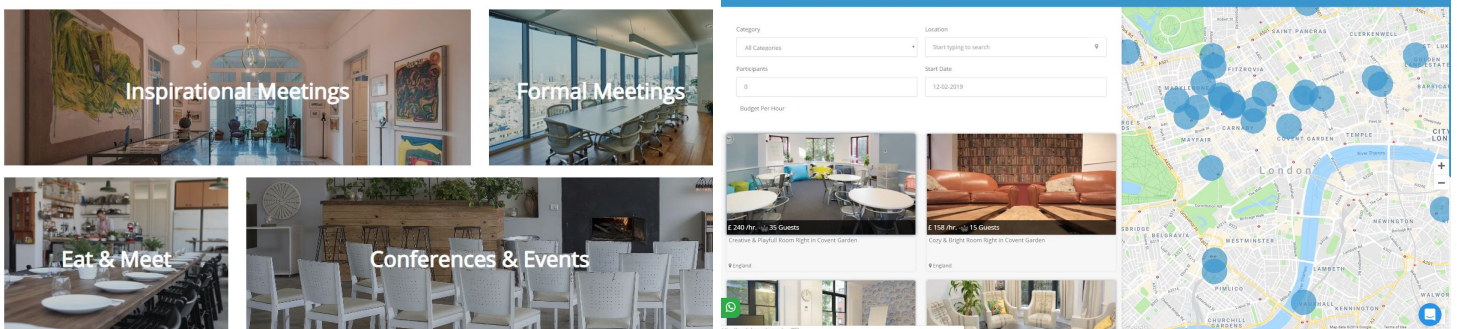 Inspirational Meetings
Formal Meetings
Eat & Meet
Conferences & Events
Category
Location
All Categories
Start typing to search
Participants
Start Date
0
12-02-2019
Budget Per Hour
£ 240 /hr. 35 Guests
Creative & Playfull Room Right in Covent Garden
England
£ 158 /hr. 15 Guests
Cozy & Bright Room Right in Covent Garden
England
SAINT PANCRAS
CLERKENWELL
FITZROVIA
CARNABY
COVENT GARDEN
TEMPLE
MAYFAIR
London
NEWINGTON
BELGRAVIA
WESTMINSTER
LAMBETH
PIMLICO
KENNINGTON
CHURCHILL
GARDENS
+
−